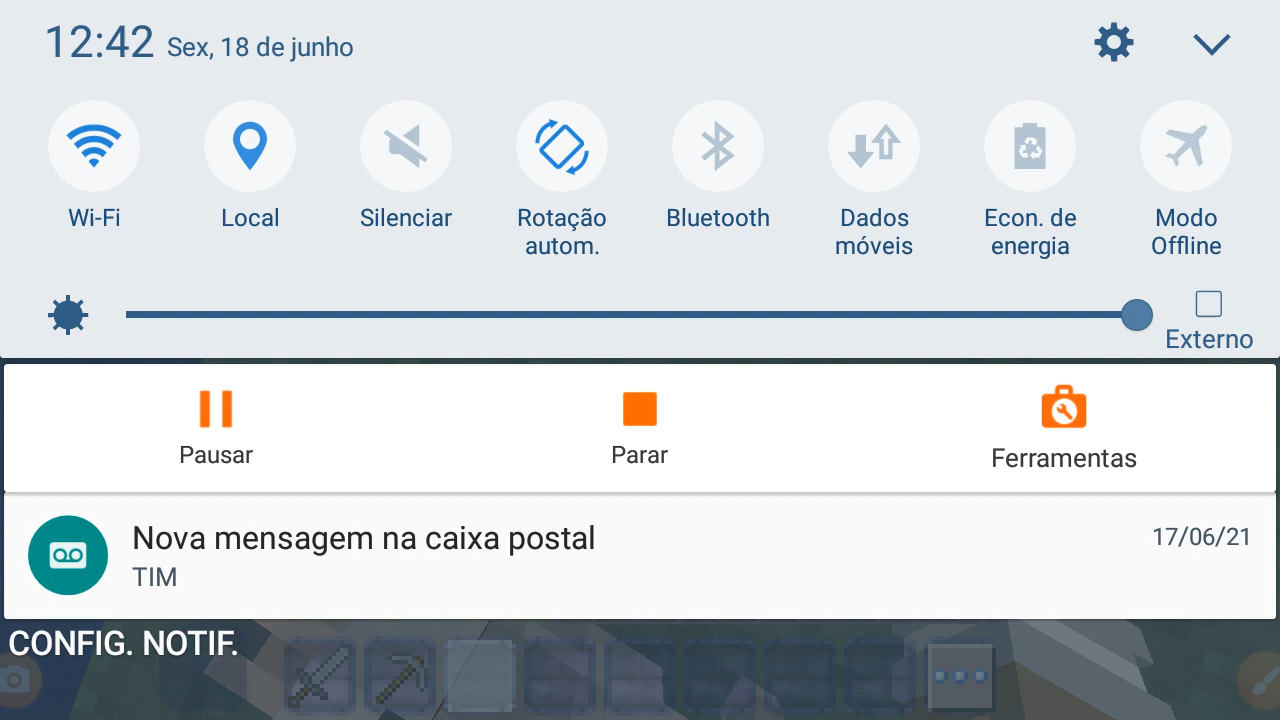 12:42 Sex, 18 de junho
Wi-Fi
Local
Silenciar
Rotação
autom.
Bluetooth
Dados
móveis
Econ. de
energia
Modo
Offline
Externo
Pausar
Parar
Ferramentas
Nova mensagem na caixa postal
17/06/21
TIM
CONFIG. NOTIF.